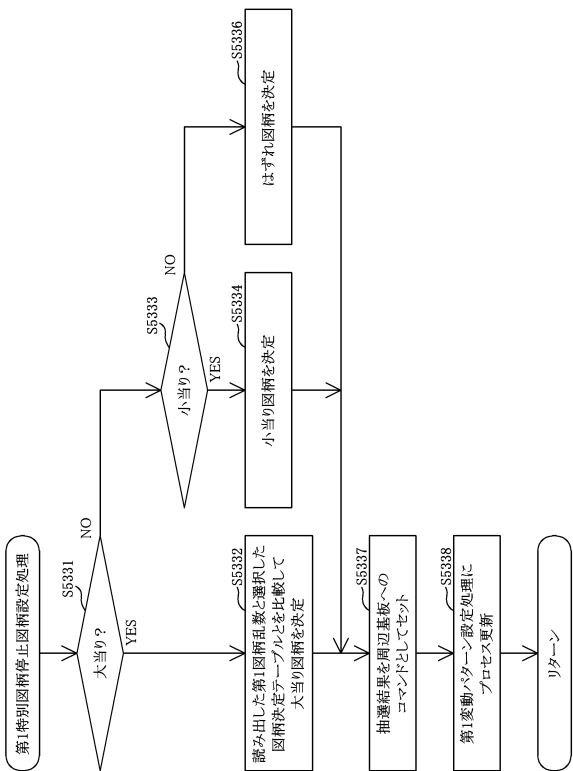 第1特別図柄停止図柄設定処理
S5331
大当り?
NO
YES
S5333
小当り?
NO
YES
S5332
読み出した第1図柄乱数と選択した
図柄決定テーブルとを比較して
大当り図柄を決定
S5334
小当り図柄を決定
S5336
はずれ図柄を決定
S5337
抽選結果を周辺基板への
コマンドとしてセット
S5338
第1変動パターン設定処理に
プロセス更新
リターン